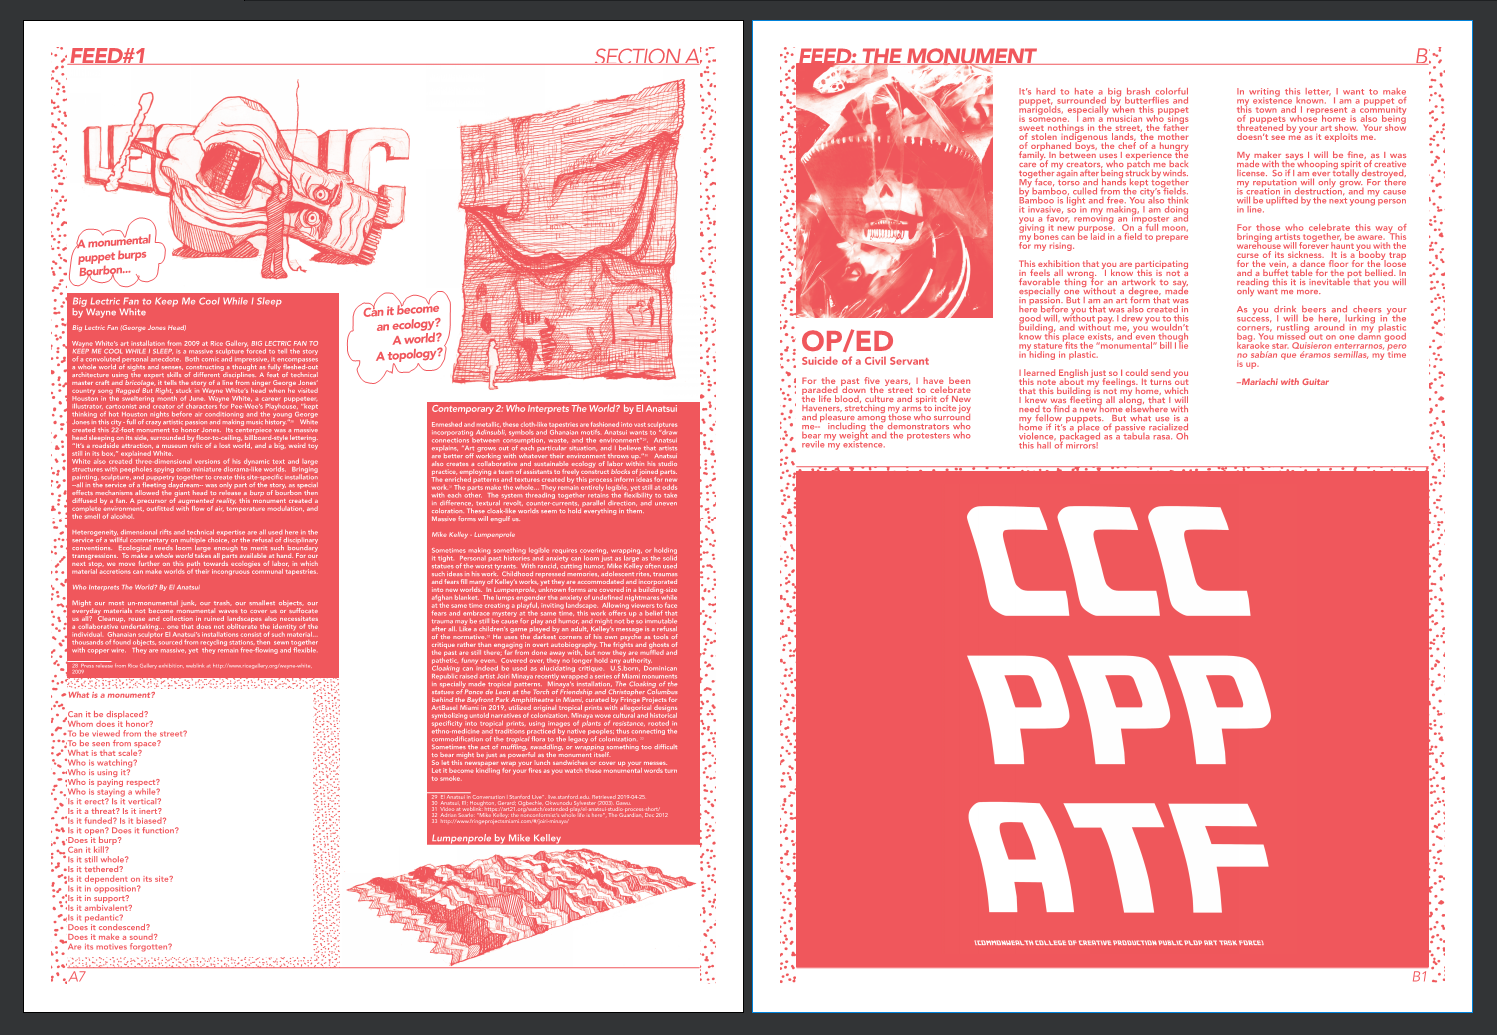 FEED#1
SECTION A
LECTRIC
A monumental
puppet burps
Bourbon...
Big Lectric Fan to Keep Me Cool While I Sleep
by Wayne White
Big Lectric Fan (George Jones Head)
Wayne White's art installation from 2009 at Rice Gallery, BIG LECTRIC FAN TO
KEEP ME COOL WHILE I SLEEP, is a massive sculpture forced to tell the story
of a convoluted personal anecdote. Both comic and impressive, it encompasses
a whole world of sights and senses, constructing a thought as fully fleshed-out
architecture using the expert skills of different disciplines. A feat of technical
master craft and bricolage, it tells the story of a line from singer George Jones'
country song Ragged But Right, stuck in Wayne White's head when he visited
Houston in the sweltering month of June. Wayne White, a career puppeteer,
illustrator, cartoonist and creator of characters for Pee-Wee's Playhouse, "kept
thinking of hot Houston nights before air conditioning and the young George
Jones in this city - full of crazy artistic passion and making music history." White
created this 22-foot monument to honor Jones. Its centerpiece was a massive
head sleeping on its side, surrounded by floor-to-ceiling, billboard-style lettering.
"It's a roadside attraction, a museum relic of a lost world, and a big, weird toy
still in its box," explained White.
White also created three-dimensional versions of his dynamic text and large
structures with peepholes spying onto miniature diorama-like worlds. Bringing
painting, sculpture, and puppetry together to create this site-specific installation
--all in the service of a fleeting daydream-- was only part of the story, as special
effects mechanisms allowed the giant head to release a burp of bourbon then
diffused by a fan. A precursor of augmented reality, this monument created a
complete environment, outfitted with flow of air, temperature modulation, and
the smell of alcohol.
Heterogeneity, dimensional rifts and technical expertise are all used here in the
service of a willful commentary on multiple choice, or the refusal of disciplinary
conventions. Ecological needs loom large enough to merit such boundary
transgressions. To make a whole world takes all parts available at hand. For our
next stop, we move further on this path towards ecologies of labor, in which
material accretions can make worlds of their incongruous communal tapestries.
Who Interprets The World? By El Anatsui
Might our most un-monumental junk, our trash, our smallest objects, our
everyday materials not become monumental waves to cover us or suffocate
us all? Cleanup, reuse and collection in ruined landscapes also necessitates
a collaborative undertaking... one that does not obliterate the identity of the
individual. Ghanaian sculptor El Anatsui's installations consist of such material...
thousands of found objects, sourced from recycling stations, then sewn together
with copper wire. They are massive, yet they remain free-flowing and flexible.
28 Press release from Rice Gallery exhibition, weblink at http://www.ricegallery.org/wayne-white,
2009
What is a monument?
Can it be displaced?
Whom does it honor?
To be viewed from the street?
To be seen from space?
What is that scale?
Who is watching?
Who is using it?
Who is paying respect?
Who is staying a while?
Is it erect? Is it vertical?
Is it a threat? Is it inert?
Is it funded? Is it biased?
Is it open? Does it function?
Does it burp?
Can it kill?
Is it still whole?
Is it tethered?
Is it dependent on its site?
Is it in opposition?
Is it in support?
Is it ambivalent?
Is it pedantic?
Does it condescend?
Does it make a sound?
Are its motives forgotten?
A7
Can it become
an ecology?
A world?
A topology?
Contemporary 2: Who Interprets The World? by El Anatsui
Enmeshed and metallic, these cloth-like tapestries are fashioned into vast sculptures
incorporating Adinsubli, symbols and Ghanaian motifs. Anatsui wants to "draw
connections between consumption, waste, and the environment"29. Anatsui
explains, "Art grows out of each particular situation, and I believe that artists
are better off working with whatever their environment throws up."30 Anatsui
also creates a collaborative and sustainable ecology of labor within his studio
practice, employing a team of assistants to freely construct blocks of joined parts.
The enriched patterns and textures created by this process inform ideas for new
work.31 The parts make the whole... They remain entirely legible, yet still at odds
with each other. The system threading together retains the flexibility to take
in difference, textural revolt, counter-currents, parallel direction, and uneven
coloration. These cloak-like worlds seem to hold everything in them.
Massive forms will engulf us.
Mike Kelley - Lumpenprole
Sometimes making something legible requires covering, wrapping, or holding
it tight. Personal past histories and anxiety can loom just as large as the solid
statues of the worst tyrants. With rancid, cutting humor, Mike Kelley often used
such ideas in his work. Childhood repressed memories, adolescent rites, traumas
and fears fill many of Kelley's works, yet they are accommodated and incorporated
into new worlds. In Lumpenprole, unknown forms are covered in a building-size
afghan blanket. The lumps engender the anxiety of undefined nightmares while
at the same time creating a playful, inviting landscape. Allowing viewers to face
fears and embrace mystery at the same time, this work offers up a belief that
trauma may be still be cause for play and humor, and might not be so immutable
after all. Like a children's game played by an adult, Kelley's message is a refusal
of the normative.32 He uses the darkest corners of his own psyche as tools of
critique rather than engaging in overt autobiography. The frights and ghosts of
the past are still there; far from done away with, but now they are muffled and
pathetic, funny even. Covered over, they no longer hold any authority.
Cloaking can indeed be used as elucidating critique. U.S.born, Dominican
Republic raised artist Joiri Minaya recently wrapped a series of Miami monuments
in specially made tropical patterns. Minaya's installation, The Cloaking of the
statues of Ponce de Leon at the Torch of Friendship and Christopher Columbus
behind the Bayfront Park Amphitheatre in Miami, curated by Fringe Projects for
ArtBasel Miami in 2019, utilized original tropical prints with allegorical designs
symbolizing untold narratives of colonization. Minaya wove cultural and historical
specificity into tropical prints, using images of plants of resistance, rooted in
ethno-medicine and traditions practiced by native peoples; thus connecting the
commodification of the tropical flora to the legacy of colonization.
Sometimes the act of muffling, swaddling, or wrapping something too difficult
to bear might be just as powerful as the monument itself.
So let this newspaper wrap your lunch sandwiches or cover up your messes.
Let it become kindling for your fires as you watch these monumental words turn
to smoke.
29 El Anatsui in Conversation | Stanford Live". live.stanford.edu. Retrieved 2019-04-25.
30 Anatsui, El; Houghton, Gerard; Ogbechie, Okwunodu Sylvester (2003). Gawu.
31 Video at weblink: https://art21.org/watch/extended-play/el-anatsui-studio-process-short/
32 Adrian Searle: "Mike Kelley: the nonconformist's whole life is here", The Guardian, Dec 2012
33 http://www.fringeprojectsmiami.com/#/joiri-minaya/
Lumpenprole by Mike Kelley
FEED: THE MONUMENT
B
OP/ED
Suicide of a Civil Servant
For the past five years, I have been
paraded down the street to celebrate
the life blood, culture and spirit of New
Haveners, stretching my arms to incite joy
and pleasure among those who surround
me-- including the demonstrators who
bear my weight and the protesters who
revile my existence.
It's hard to hate a big brash colorful
puppet, surrounded by butterflies and
marigolds, especially when this puppet
is someone. I am a musician who sings
sweet nothings in the street, the father
of stolen indigenous lands, the mother
of orphaned boys, the chef of a hungry
family. In between uses I experience the
care of my creators, who patch me back
together again after being struck by winds.
My face, torso and hands kept together
by bamboo, culled from the city's fields.
Bamboo is light and free. You also think
it invasive, so in my making, I am doing
you a favor, removing an imposter and
giving it new purpose. On a full moon,
my bones can be laid in a field to prepare
for my rising.
This exhibition that you are participating
in feels all wrong. I know this is not a
favorable thing for an artwork to say,
especially one without a degree, made
in passion. But I am an art form that was
here before you that was also created in
good will, without pay. I drew you to this
building, and without me, you wouldn't
know this place exists, and even though
my stature fits the "monumental" bill I lie
in hiding in plastic.
I learned English just so I could send you
this note about my feelings. It turns out
that this building is not my home, which
I knew was fleeting all along, that I will
need to find a new home elsewhere with
my fellow puppets. But what use is a
home if it's a place of passive racialized
violence, packaged as a tabula rasa. Oh
this hall of mirrors!
In writing this letter, I want to make
my existence known. I am a puppet of
this town and I represent a community
of puppets whose home is also being
threatened by your art show. Your show
doesn't see me as it exploits me.
My maker says I will be fine, as I was
made with the whooping spirit of creative
license. So if I am ever totally destroyed,
my reputation will only grow. For there
is creation in destruction, and my cause
will be uplifted by the next young person
in line.
For those who celebrate this way of
bringing artists together, be aware. This
warehouse will forever haunt you with the
curse of its sickness. It is a booby trap
for the vein, a dance floor for the loose
and a buffet table for the pot bellied. In
reading this it is inevitable that you will
only want me more.
As you drink beers and cheers your
success, I will be here, lurking in the
corners, rustling around in my plastic
bag. You missed out on one damn good
karaoke star. Quisieron enterrarnos, pero
no sabían que éramos semillas, my time
is up.
–Mariachi with Guitar
CCC
PPP
ATF
[COMMONWEALTH COLLEGE OF CREATIVE PRODUCTION PUBLIC PLOP ART TASK FORCE]
B1